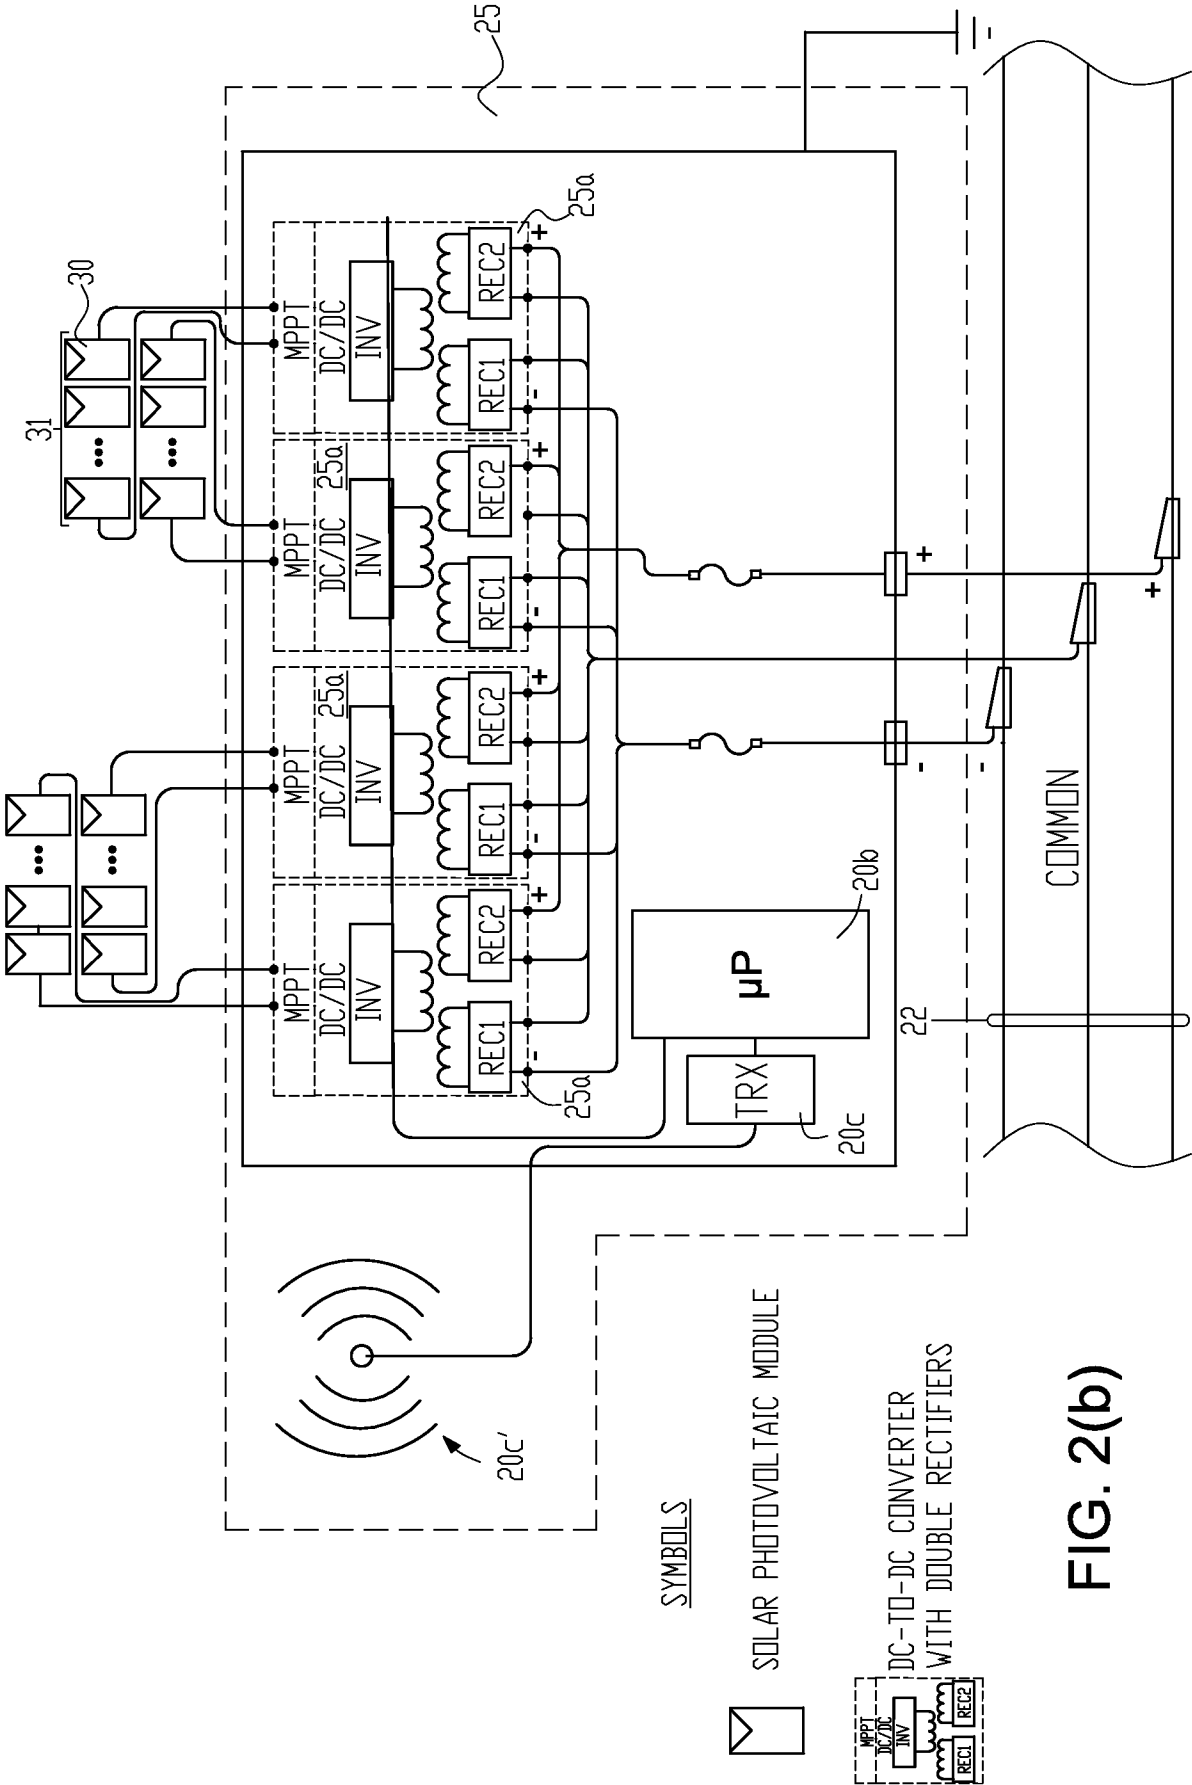 31
30
25
MPPT
MPPT
MPPT
MPPT
DC/DC
DC/DC
25a
DC/DC
25a
DC/DC
INV
INV
INV
INV
REC1
REC2
REC1
REC2
REC1
REC2
REC1
REC2
-
+
-
+
-
+
-
+
25a
25a
20c'
µP
TRX
20b
20c
22
-
+
-
+
COMMON
SYMBOLS
SOLAR PHOTOVOLTAIC MODULE
MPPT
DC/DC
INV
REC1
REC2
DC-TO-DC CONVERTER
WITH DOUBLE RECTIFIERS
FIG. 2(b)